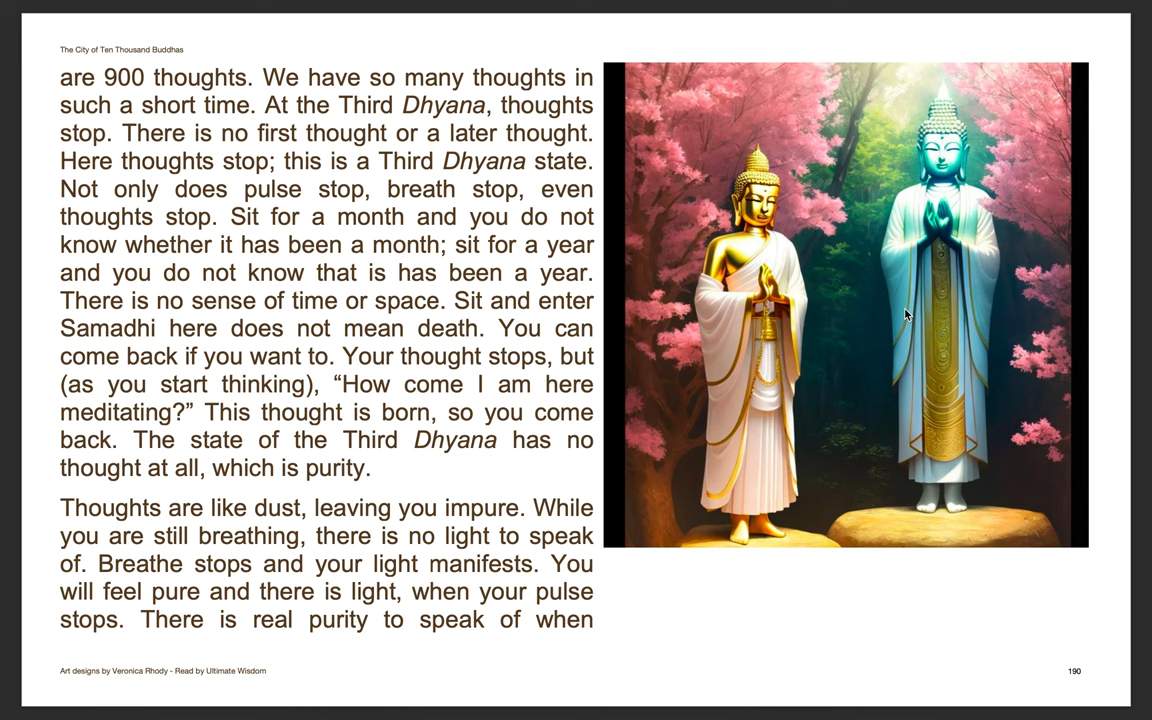 The City of Ten Thousand Buddhas
are 900 thoughts. We have so many thoughts in
such a short time. At the Third Dhyana, thoughts
stop. There is no first thought or a later thought.
Here thoughts stop; this is a Third Dhyana state.
Not only does pulse stop, breath stop, even
thoughts stop. Sit for a month and you do not
know whether it has been a month; sit for a year
and you do not know that is has been a year.
There is no sense of time or space. Sit and enter
Samadhi here does not mean death. You can
come back if you want to. Your thought stops, but
(as you start thinking), “How come I am here
meditating?” This thought is born, so you come
back. The state of the Third Dhyana has no
thought at all, which is purity.
Thoughts are like dust, leaving you impure. While
you are still breathing, there is no light to speak
of. Breathe stops and your light manifests. You
will feel pure and there is light, when your pulse
stops. There is real purity to speak of when
Art designs by Veronica Rhody - Read by Ultimate Wisdom
190